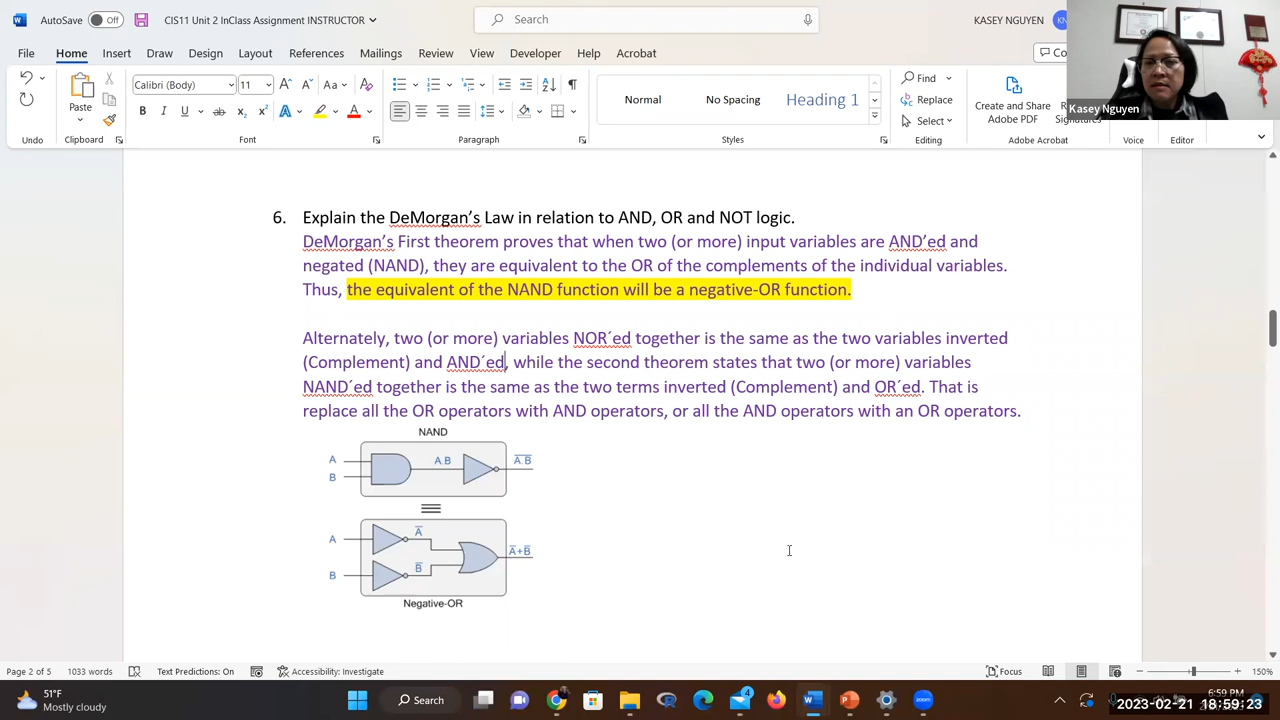 AutoSave Off CIS11 Unit 2 InClass Assignment INSTRUCTOR Search KASEY NGUYEN KN
File Home Insert Draw Design Layout References Mailings Review View Developer Help Acrobat Co
Calibri (Body) 11 Aa Normal No Spacing Heading 1 Find
Paste Replace Create and Share
Adobe PDF
Signatures
Select
Undo Clipboard Font Paragraph Styles Editing Adobe Acrobat Voice Editor
Kasey Nguyen
6. Explain the DeMorgan's Law in relation to AND, OR and NOT logic.
DeMorgan's First theorem proves that when two (or more) input variables are AND'ed and
negated (NAND), they are equivalent to the OR of the complements of the individual variables.
Thus, the equivalent of the NAND function will be a negative-OR function.
Alternately, two (or more) variables NOR´ed together is the same as the two variables inverted
(Complement) and AND´ed, while the second theorem states that two (or more) variables
NAND´ed together is the same as the two terms inverted (Complement) and OR´ed. That is
replace all the OR operators with AND operators, or all the AND operators with an OR operators.
NAND
A
B
A.B
A̅.̅B̅
A
B
A̅
B̅
A̅+B̅
Negative-OR
Page 2 of 5 1033 words Text Predictions: On Accessibility: Investigate Focus 150%
51°F
Mostly cloudy
Search
4
6:59 PM
2023-02-21 18:59:23